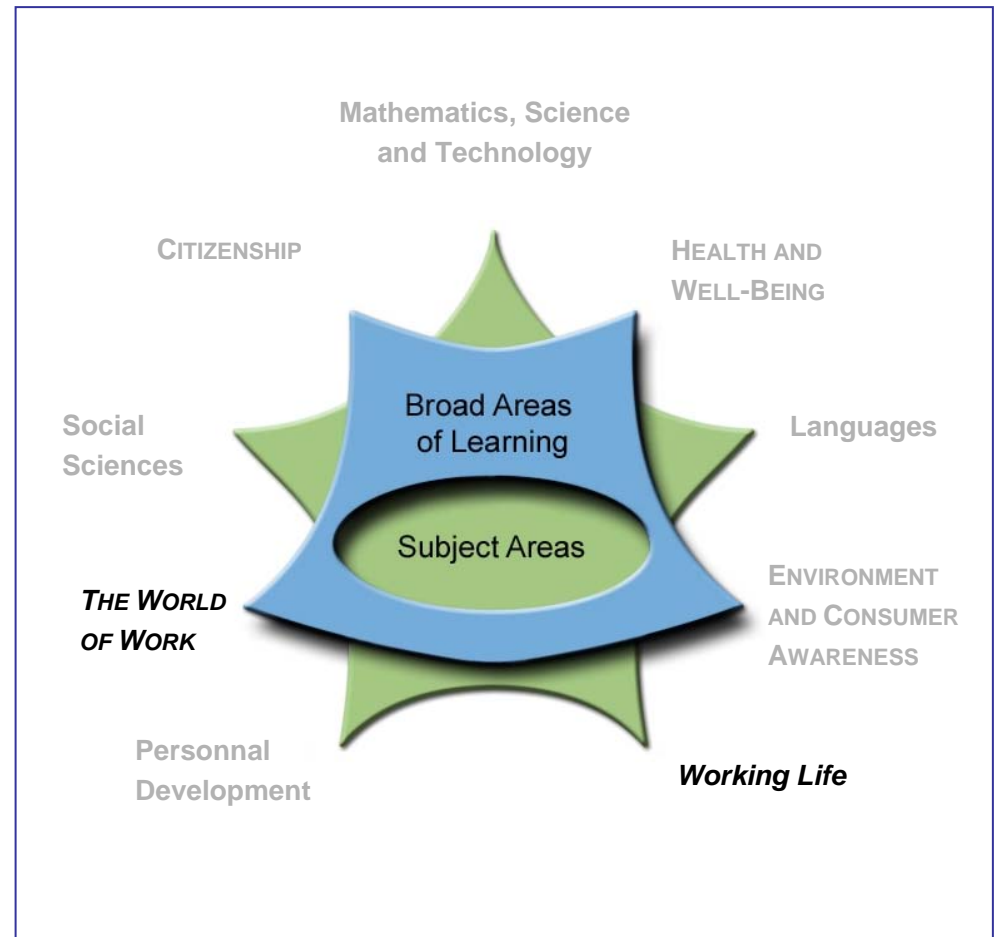 Mathematics, Science
and Technology
CITIZENSHIP
HEALTH AND
WELL-BEING
Broad Areas
of Learning
Social
Sciences
Languages
Subject Areas
THE WORLD
OF WORK
ENVIRONMENT
AND CONSUMER
AWARENESS
Personnal
Development
Working Life